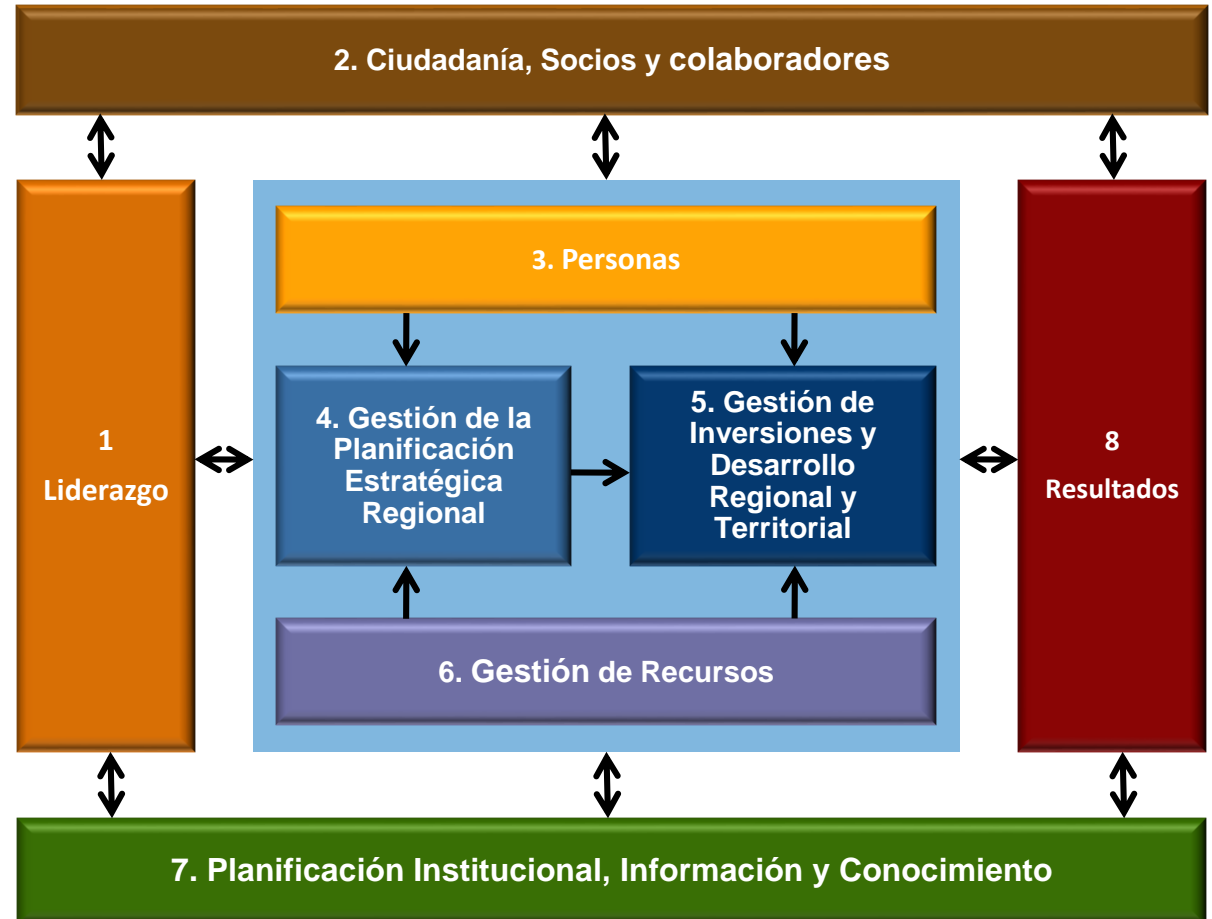 2. Ciudadanía, Socios y colaboradores
1
Liderazgo
3. Personas
4. Gestión de la
Planificación
Estratégica
Regional
5. Gestión de
Inversiones y
Desarrollo
Regional y
Territorial
6. Gestión de Recursos
8
Resultados
7. Planificación Institucional, Información y Conocimiento